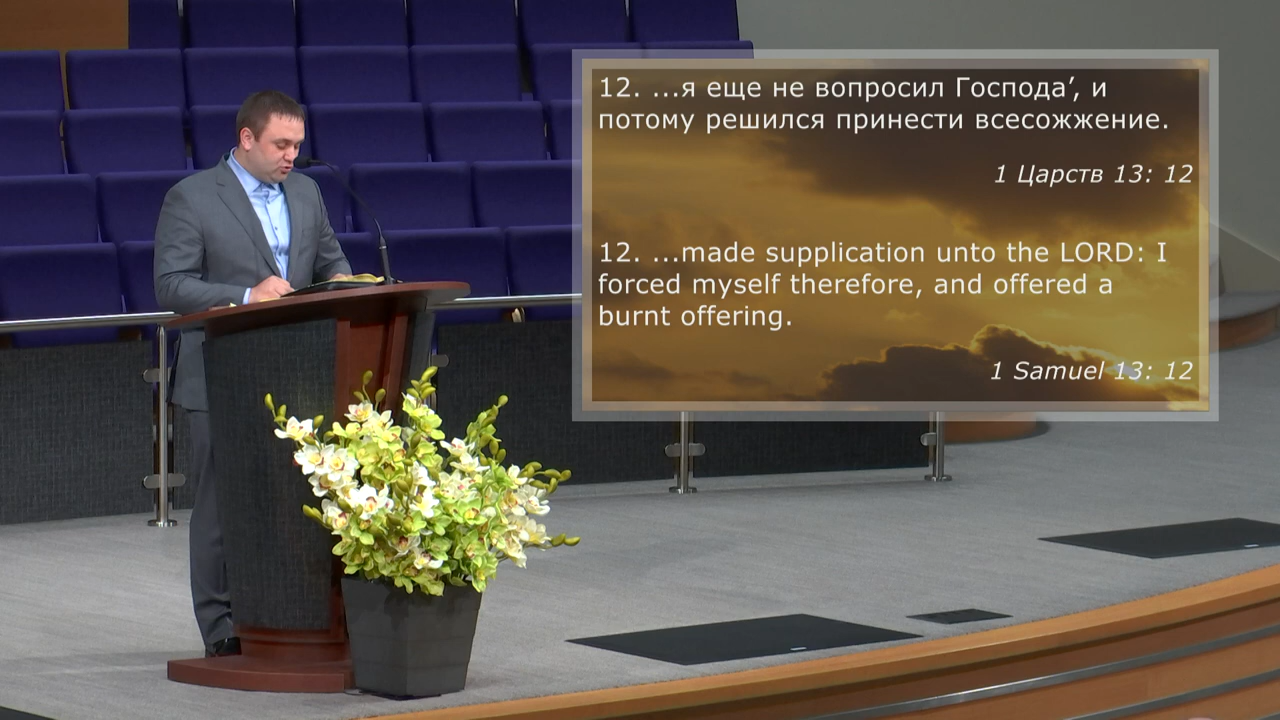 12. ...я еще не вопросил Господа’, и
потому решился принести всесожжение.
1 Царств 13: 12
12. ...made supplication unto the LORD: I
forced myself therefore, and offered a
burnt offering.
1 Samuel 13: 12